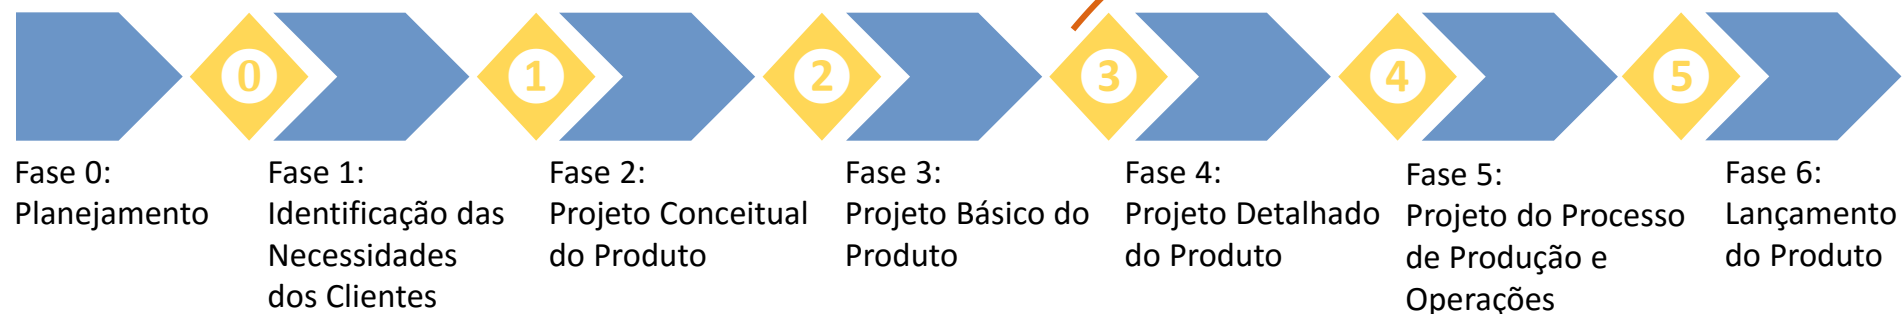 0
1
2
3
4
5
Fase 0:
Planejamento
Fase 1:
Identificação das
Necessidades
dos Clientes
Fase 2:
Projeto Conceitual
do Produto
Fase 3:
Projeto Básico do
Produto
Fase 4:
Projeto Detalhado
do Produto
Fase 5:
Projeto do Processo
de Produção e
Operações
Fase 6:
Lançamento
do Produto